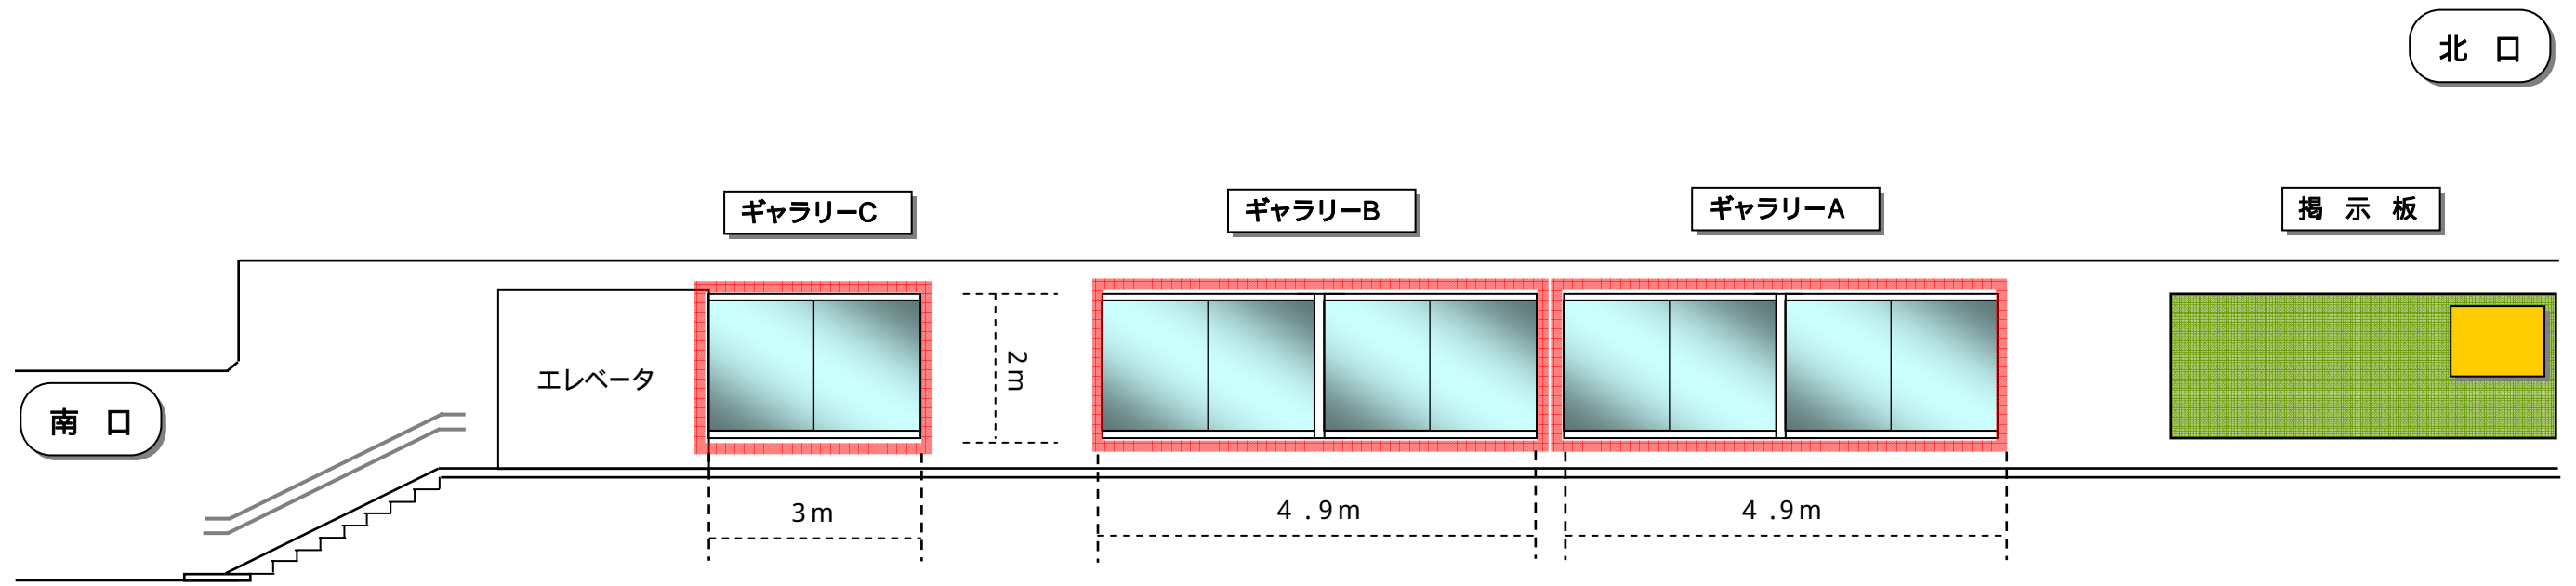 北 口
ギャラリーC
ギャラリーB
ギャラリーA
掲 示 板
エレベータ
2m
南 口
3m
4.9m
4.9m